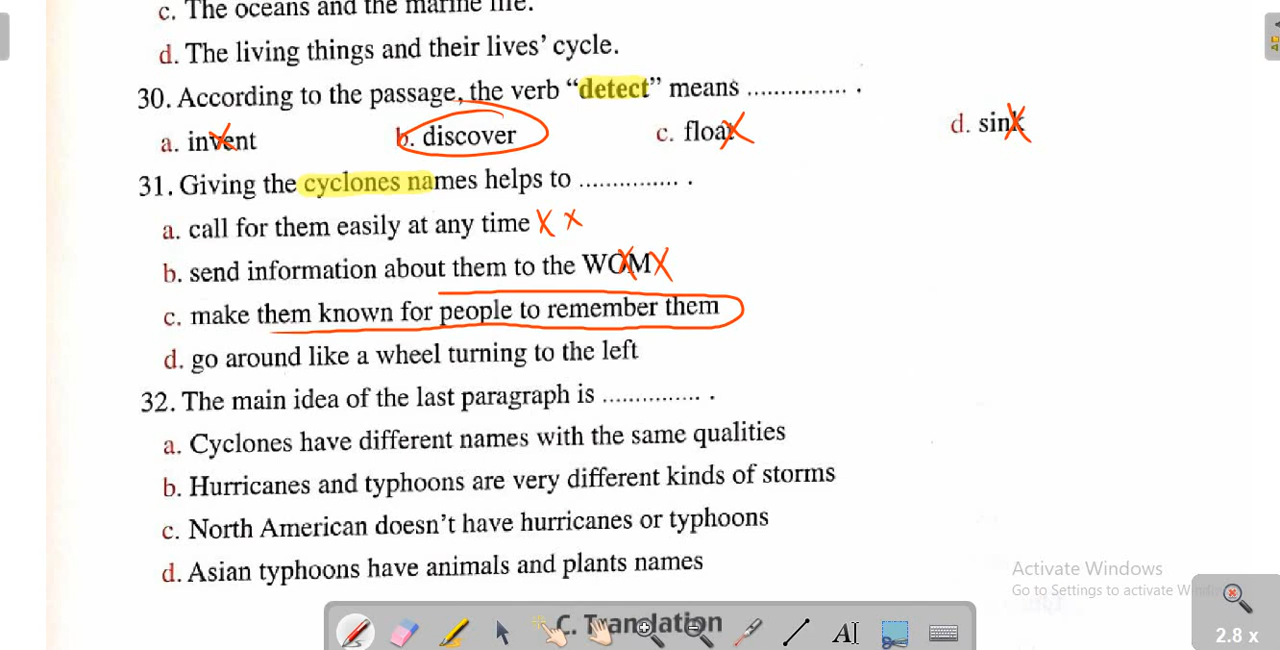 c. The oceans and the marine life.
d. The living things and their lives' cycle.
30. According to the passage, the verb "detect" means ............... .
a. invent b. discover c. float d. sink
31. Giving the cyclones names helps to ............... .
a. call for them easily at any time
b. send information about them to the WOM
c. make them known for people to remember them
d. go around like a wheel turning to the left
32. The main idea of the last paragraph is ............... .
a. Cyclones have different names with the same qualities
b. Hurricanes and typhoons are very different kinds of storms
c. North American doesn't have hurricanes or typhoons
d. Asian typhoons have animals and plants names
Activate Windows
Go to Settings to activate
C. Translation
2.8 x